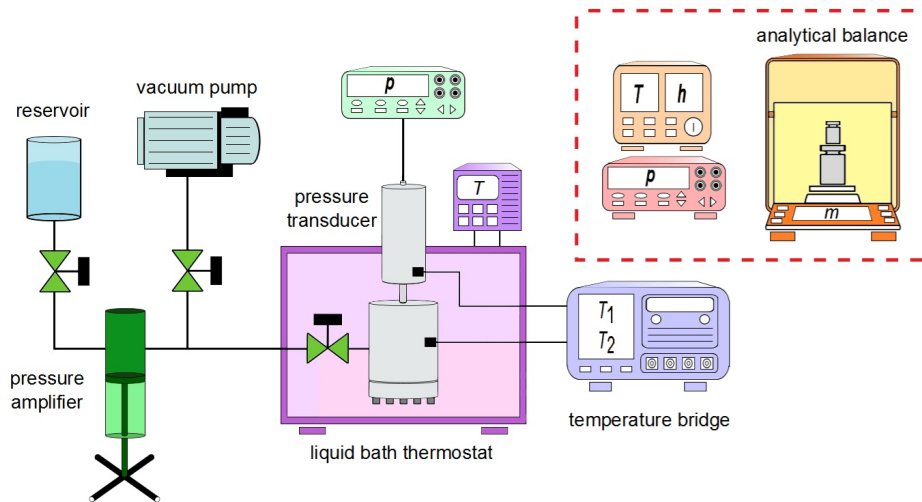 analytical balance
vacuum pump
reservoir
p
T h
pressure
transducer
T
p
m
T1
T2
pressure
amplifier
temperature bridge
liquid bath thermostat